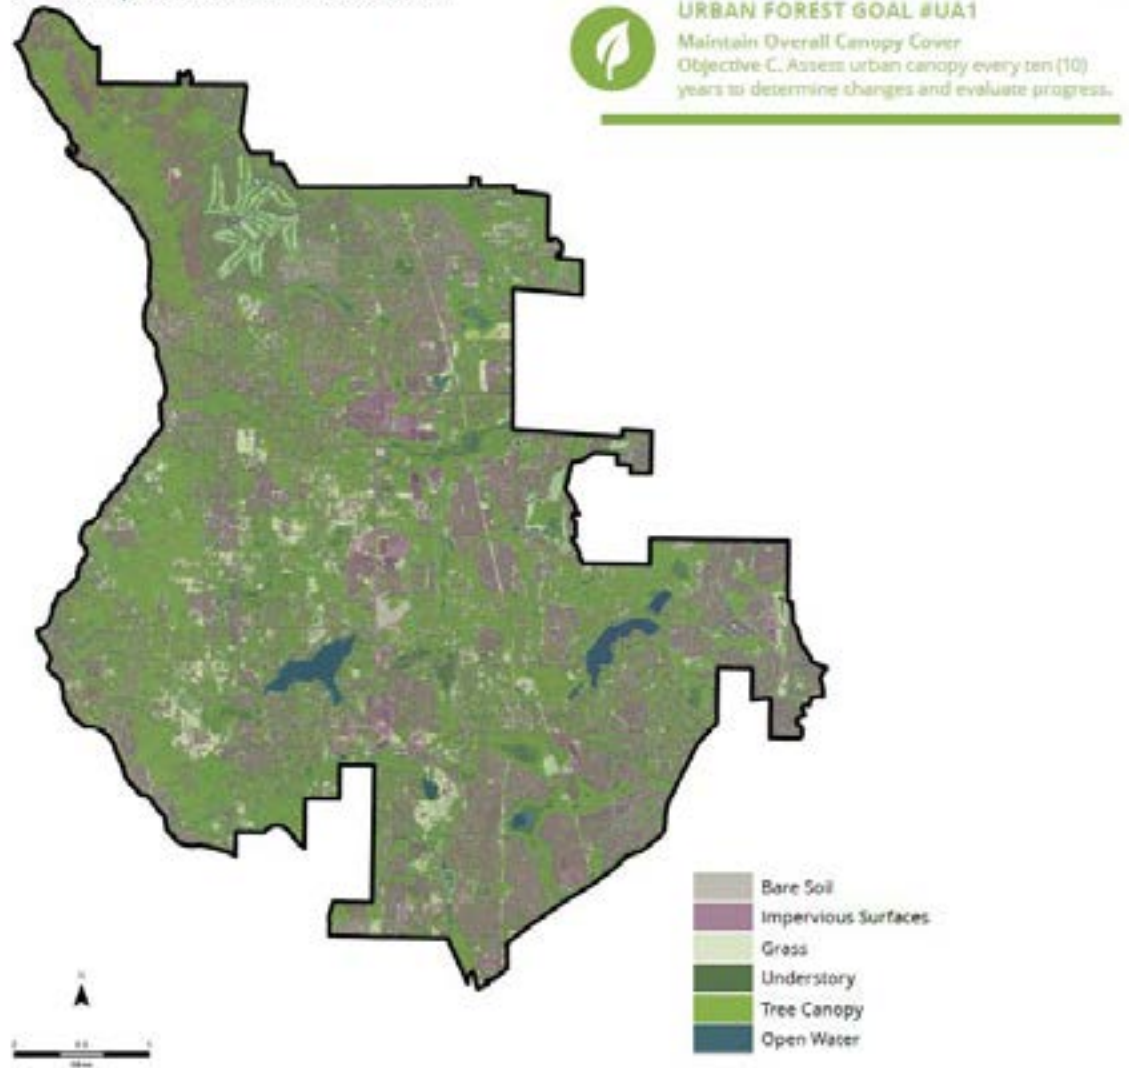 URBAN FOREST GOAL #UA1
Maintain Overall Canopy Cover
Objective C. Assess urban canopy every ten (10)
years to determine changes and evaluate progress.
Bare Soil
Impervious Surfaces
Grass
Understory
Tree Canopy
Open Water